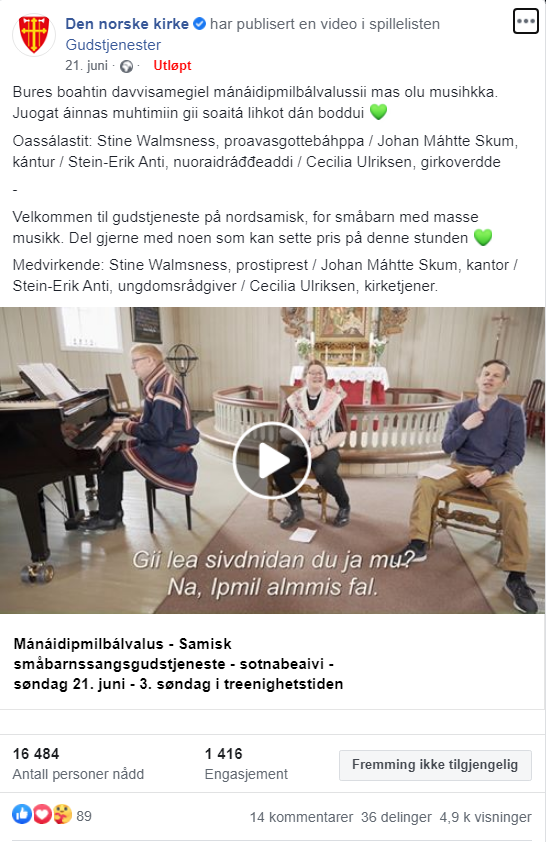 Den norske kirke har publisert en video i spillelisten
Gudstjenester
21. juni · · Utløpt
Bures boahtin davvisamegiel mánáidipmilbálvalussii mas olu musihkka.
Juogat áinnas muhtimiin gii soaitá lihkot dán boddui 💚
Oassálastit: Stine Walmsness, proavasgottebáhppa / Johan Máhtte Skum,
kántur / Stein-Erik Anti, nuoraidráđđeaddi / Cecilia Ulriksen, girkoverdde
-
Velkommen til gudstjeneste på nordsamisk, for småbarn med masse
musikk. Del gjerne med noen som kan sette pris på denne stunden 💚
Medvirkende: Stine Walmsness, prostiprest / Johan Máhtte Skum, kantor /
Stein-Erik Anti, ungdomsrådgiver / Cecilia Ulriksen, kirketjener.
Gii lea sivdnidan du ja mu?
Na, Ipmil almmis fal.
Mánáidipmilbálvalus - Samisk
småbarnssangsgudstjeneste - sotnabeaivi -
søndag 21. juni - 3. søndag i treenighetstiden
16 484 1 416 Fremming ikke tilgjengelig
Antall personer nådd Engasjement
89 14 kommentarer 36 delinger 4,9 k visninger